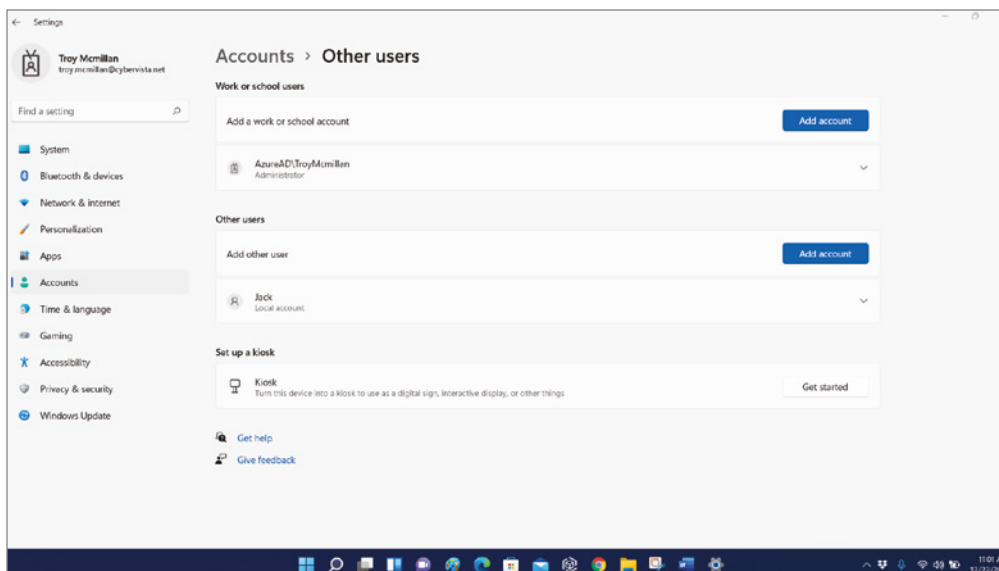 Settings
Troy Mcmillan
troy.mcmillan@cybervista.net
Find a setting
System
Bluetooth & devices
Network & internet
Personalization
Apps
Accounts
Time & language
Gaming
Accessibility
Privacy & security
Windows Update
Accounts > Other users
Work or school users
Add a work or school account
Add account
AzureAD\TroyMcmillan
Administrator
Other users
Add other user
Add account
Jack
Local account
Set up a kiosk
Kiosk
Turn this device into a kiosk to use as a digital sign, interactive display, or other things
Get started
Get help
Give feedback
11:01